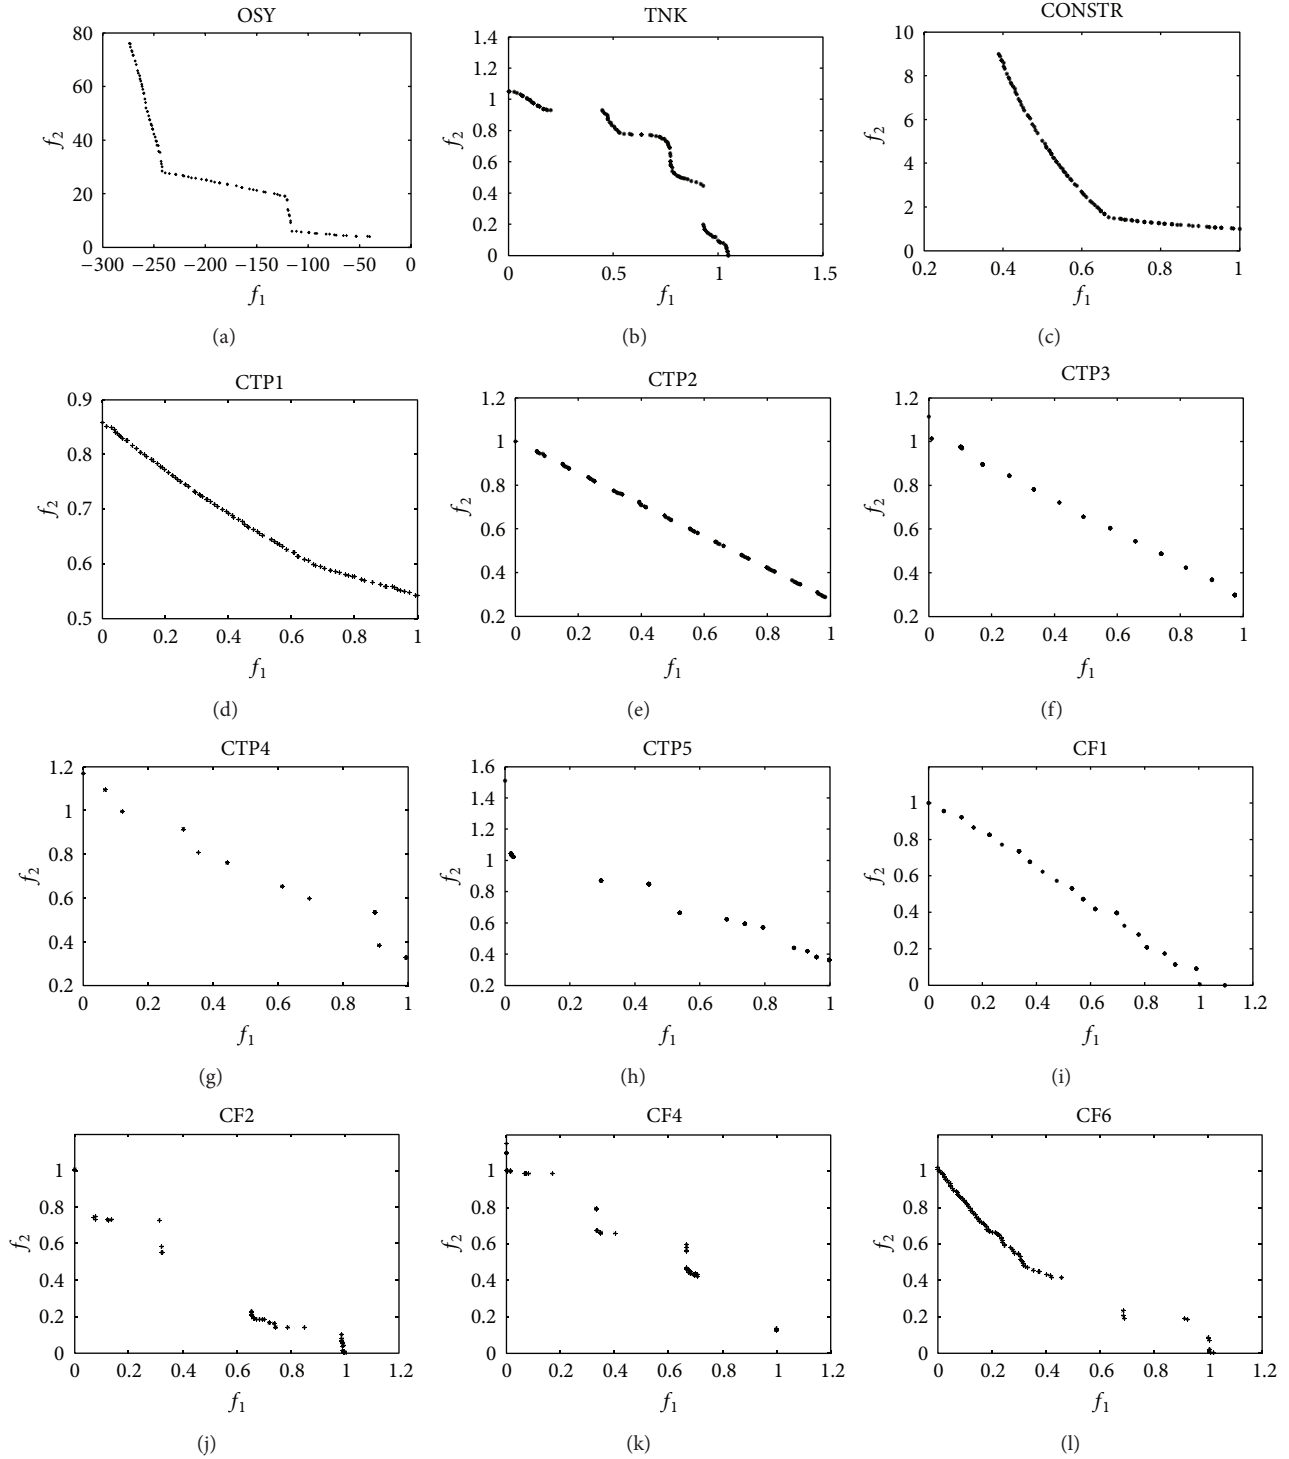 OSY
TNK
CONSTR
80
60
40
20
0
f2
−300 −250 −200 −150 −100 −50 0
f1
1.4
1.2
1
0.8
0.6
0.4
0.2
0
f2
0 0.5 1 1.5
f1
10
8
6
4
2
0
f2
0.2 0.4 0.6 0.8 1
f1
(a)
(b)
(c)
CTP1
CTP2
CTP3
0.9
0.8
0.7
0.6
0.5
f2
0 0.2 0.4 0.6 0.8 1
f1
1.2
1
0.8
0.6
0.4
0.2
f2
0 0.2 0.4 0.6 0.8 1
f1
1.2
1
0.8
0.6
0.4
0.2
f2
0 0.2 0.4 0.6 0.8 1
f1
(d)
(e)
(f)
CTP4
CTP5
CF1
1.2
1
0.8
0.6
0.4
0.2
f2
0 0.2 0.4 0.6 0.8 1
f1
1.6
1.4
1.2
1
0.8
0.6
0.4
0.2
f2
0 0.2 0.4 0.6 0.8 1
f1
1
0.8
0.6
0.4
0.2
0
f2
0 0.2 0.4 0.6 0.8 1 1.2
f1
(g)
(h)
(i)
CF2
CF4
CF6
1
0.8
0.6
0.4
0.2
0
f2
0 0.2 0.4 0.6 0.8 1 1.2
f1
1
0.8
0.6
0.4
0.2
0
f2
0 0.2 0.4 0.6 0.8 1 1.2
f1
1
0.8
0.6
0.4
0.2
0
f2
0 0.2 0.4 0.6 0.8 1 1.2
f1
(j)
(k)
(l)